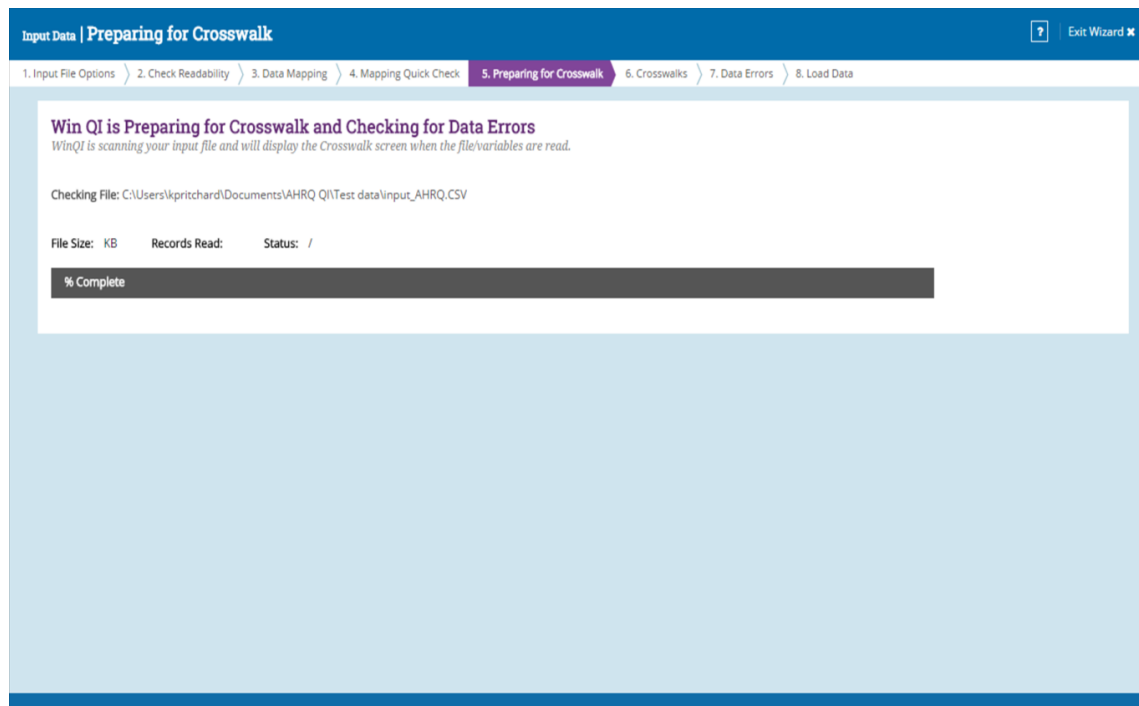 Input Data | Preparing for Crosswalk
? Exit Wizard ✖
1. Input File Options 2. Check Readability 3. Data Mapping 4. Mapping Quick Check 5. Preparing for Crosswalk 6. Crosswalks 7. Data Errors 8. Load Data
Win QI is Preparing for Crosswalk and Checking for Data Errors
WinQI is scanning your input file and will display the Crosswalk screen when the file/variables are read.
Checking File: C:\Users\kpritchard\Documents\AHRQ QI\Test data\input_AHRQ.CSV
File Size: KB Records Read: Status: /
% Complete